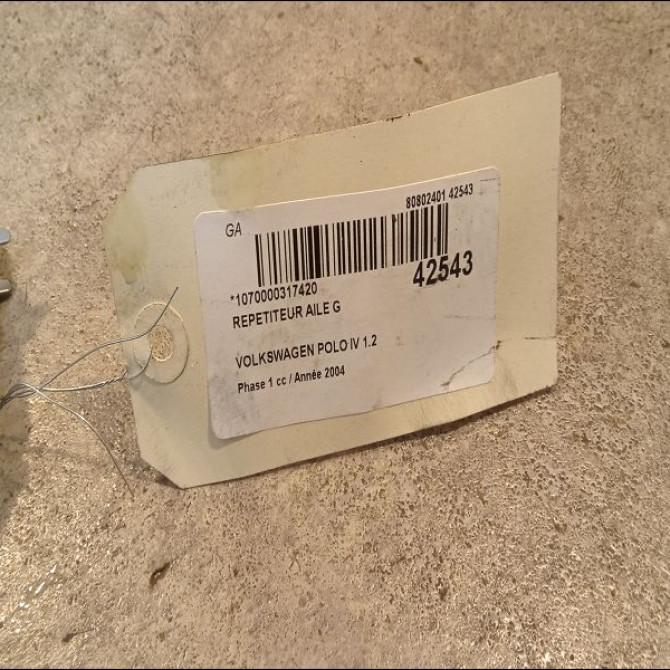 80802401 42543
GA
42543
*1070000317420
REPETITEUR AILE G
VOLKSWAGEN POLO IV 1.2
Phase 1 cc / Année 2004